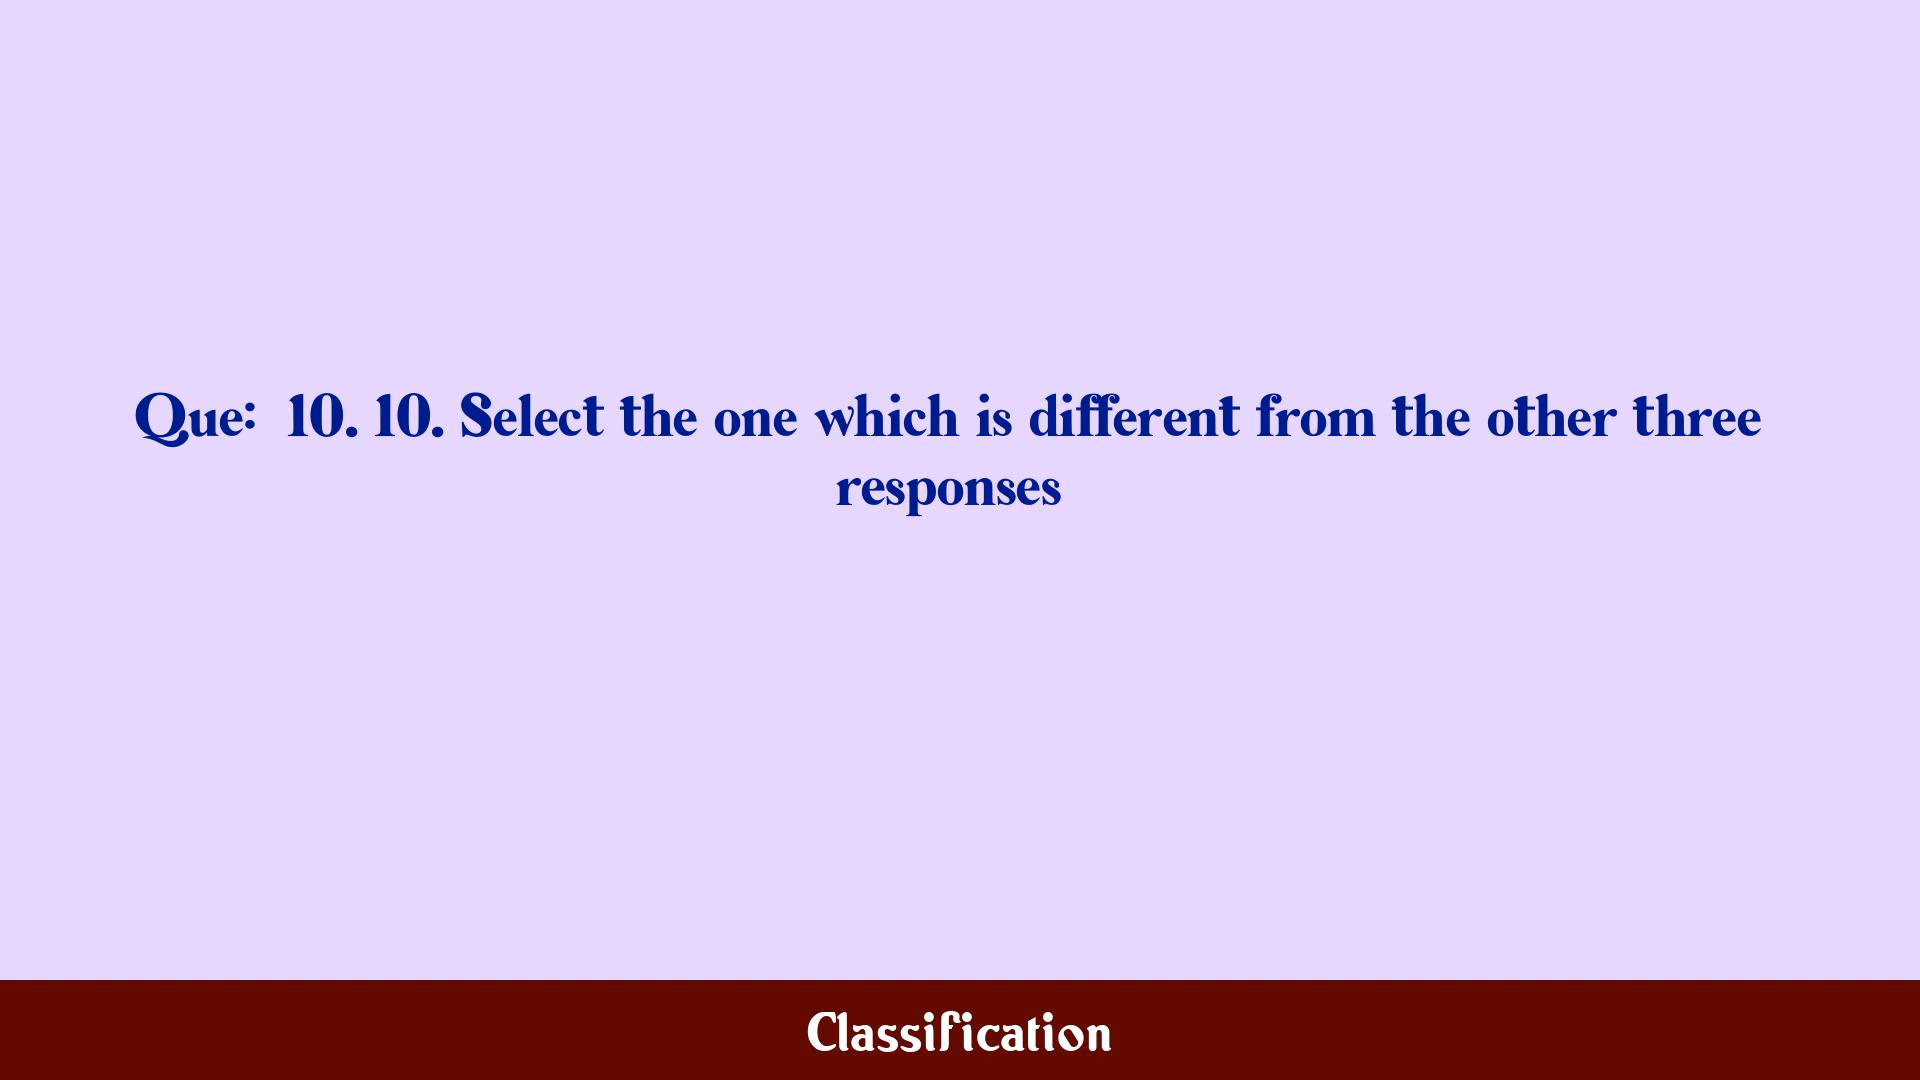 Que: 10. 10. Select the one which is different from the other three
responses
Classification